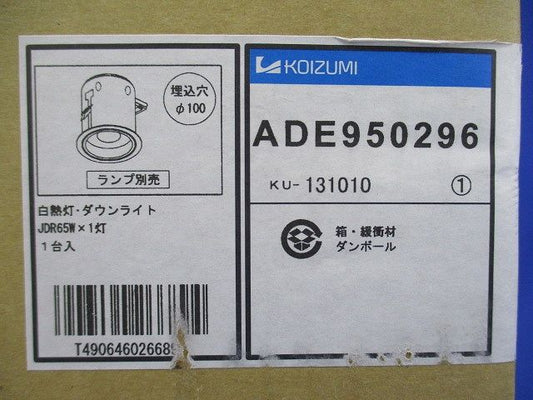 埋込穴
φ100
ランプ別売
白熱灯・ダウンライト
JDR65W×1灯
1台入
KOIZUMI
ADE950296
KU-131010 ①
箱・緩衝材
ダンボール